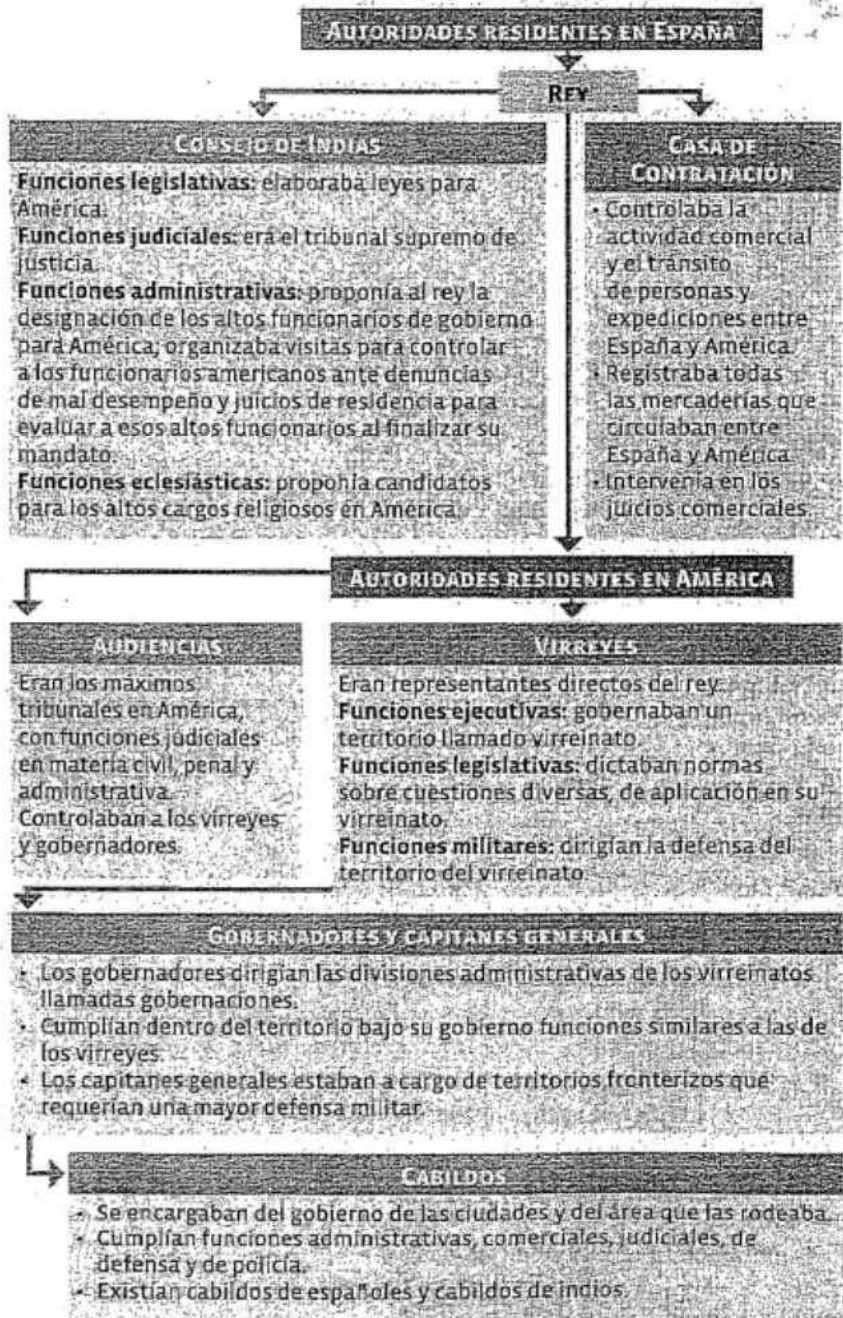 AUTORIDADES RESIDENTES EN ESPAÑA
REY
CONSEJO DE INDIAS
Funciones legislativas: elaboraba leyes para
América.
Funciones judiciales: era el tribunal supremo de
justicia.
Funciones administrativas: proponía al rey la
designación de los altos funcionarios de gobierno
para América; organizaba visitas para controlar
a los funcionarios americanos ante denuncias
de mal desempeño y juicios de residencia para
evaluar a esos altos funcionarios al finalizar su
mandato.
Funciones eclesiásticas: proponía candidatos
para los altos cargos religiosos en América.
CASA DE
CONTRATACIÓN
• Controlaba la
actividad comercial
y el tránsito
de personas y
expediciones entre
España y América.
• Registraba todas
las mercaderías que
circulaban entre
España y América.
• Intervenía en los
juicios comerciales.
AUTORIDADES RESIDENTES EN AMÉRICA
AUDIENCIAS
Eran los máximos
tribunales en América,
con funciones judiciales
en materia civil, penal y
administrativa.
Controlaban a los virreyes
y gobernadores.
VIRREYES
Eran representantes directos del rey.
Funciones ejecutivas: gobernaban un
territorio llamado virreinato.
Funciones legislativas: dictaban normas
sobre cuestiones diversas, de aplicación en su
virreinato.
Funciones militares: dirigían la defensa del
territorio del virreinato
GOBERNADORES Y CAPITANES GENERALES
• Los gobernadores dirigían las divisiones administrativas de los virreinatos
llamadas gobernaciones.
• Cumplían dentro del territorio bajo su gobierno funciones similares a las de
los virreyes.
• Los capitanes generales estaban a cargo de territorios fronterizos que
requerían una mayor defensa militar.
CABILDOS
• Se encargaban del gobierno de las ciudades y del área que las rodeaba.
• Cumplían funciones administrativas, comerciales, judiciales, de
defensa y de policía.
• Existían cabildos de españoles y cabildos de indios.